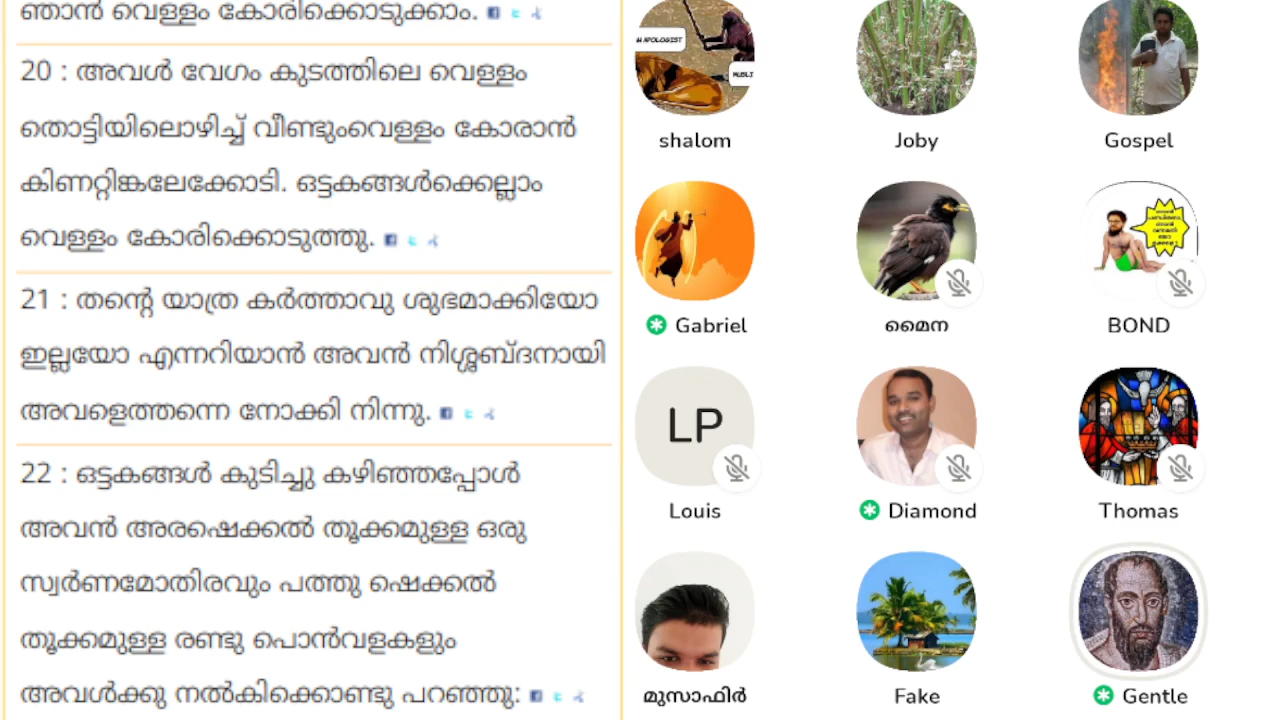 ഞാൻ വെള്ളം കോരിക്കൊടുക്കാം.
20 : അവൾ വേഗം കുടത്തിലെ വെള്ളം
തൊട്ടിയിലൊഴിച്ച് വീണ്ടുംവെള്ളം കോരാൻ
കിണറ്റിങ്കലേക്കോടി. ഒട്ടകങ്ങൾക്കെല്ലാം
വെള്ളം കോരിക്കൊടുത്തു.
21 : തന്റെ യാത്ര കർത്താവു ശുഭമാക്കിയോ
ഇല്ലയോ എന്നറിയാൻ അവൻ നിശ്ശബ്ദനായി
അവളെത്തന്നെ നോക്കി നിന്നു.
22 : ഒട്ടകങ്ങൾ കുടിച്ചു കഴിഞ്ഞപ്പോൾ
അവൻ അരഷെക്കൽ തൂക്കമുള്ള ഒരു
സ്വർണമോതിരവും പത്തു ഷെക്കൽ
തൂക്കമുള്ള രണ്ടു പൊൻവളകളും
അവൾക്കു നൽകിക്കൊണ്ടു പറഞ്ഞു:
APOLOGIST
shalom
Joby
Gospel
Gabriel
മൈന
BOND
LP
Louis
Diamond
Thomas
മുസാഫിർ
Fake
Gentle